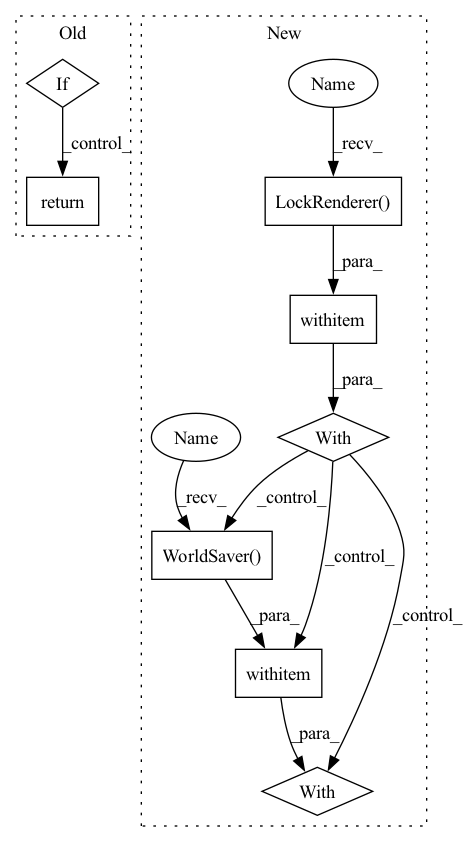 Old
New
If
Name
_control_
_recv_
return
LockRenderer()
_para_
withitem
_para_
Name
With
_recv_
_control_
WorldSaver()
_control_
_para_
_control_
withitem
_para_
With